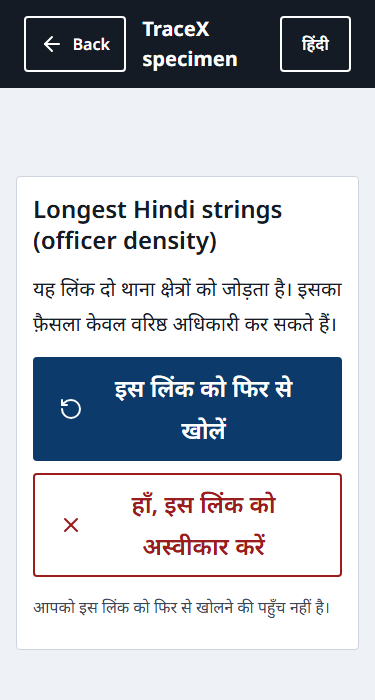 Back
TraceX
specimen
हिंदी
Longest Hindi strings
(officer density)
यह लिंक दो थाना क्षेत्रों को जोड़ता है। इसका
फ़ैसला केवल वरिष्ठ अधिकारी कर सकते हैं।
इस लिंक को फिर से
खोलें
हाँ, इस लिंक को
अस्वीकार करें
आपको इस लिंक को फिर से खोलने की पहुँच नहीं है।